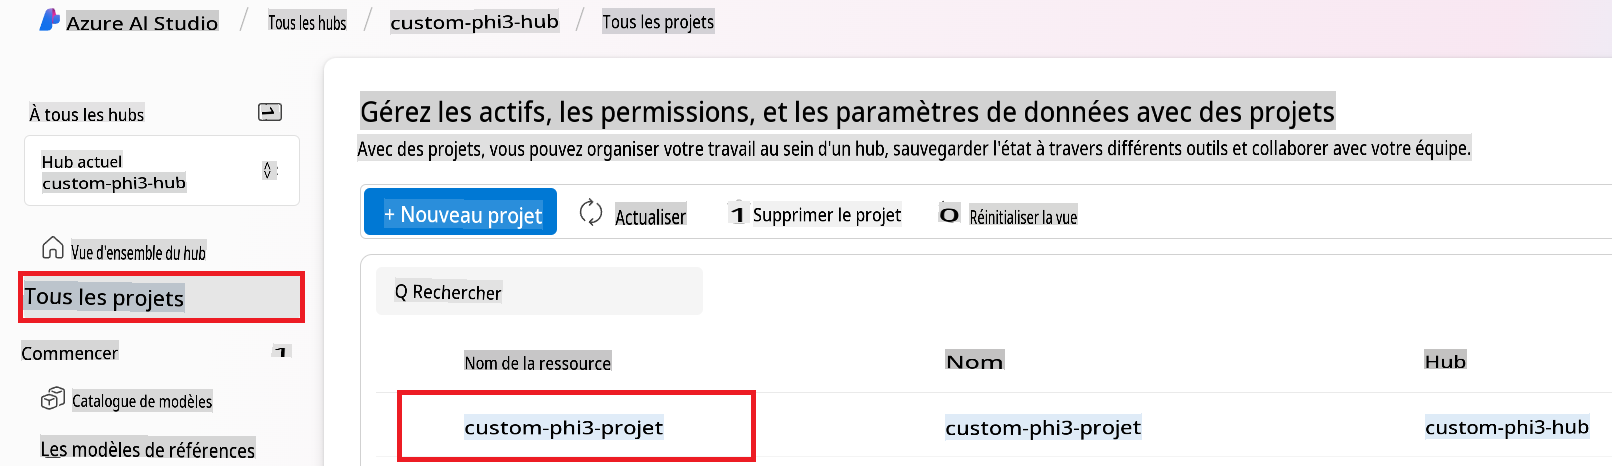 Azure AI Studio / Tous les hubs / custom-phi3-hub / Tous les projets
À tous les hubs
Hub actuel
custom-phi3-hub
Vue d'ensemble du hub
Tous les projets
Commencer
Catalogue de modèles
Les modèles de références
Gérez les actifs, les permissions, et les paramètres de données avec des projets
Avec des projets, vous pouvez organiser votre travail au sein d'un hub, sauvegarder l'état à travers différents outils et collaborer avec votre équipe.
+ Nouveau projet Actualiser 1 Supprimer le projet 0 Réinitialiser la vue
Q Rechercher
Nom de la ressource Nom Hub
custom-phi3-projet custom-phi3-projet custom-phi3-hub